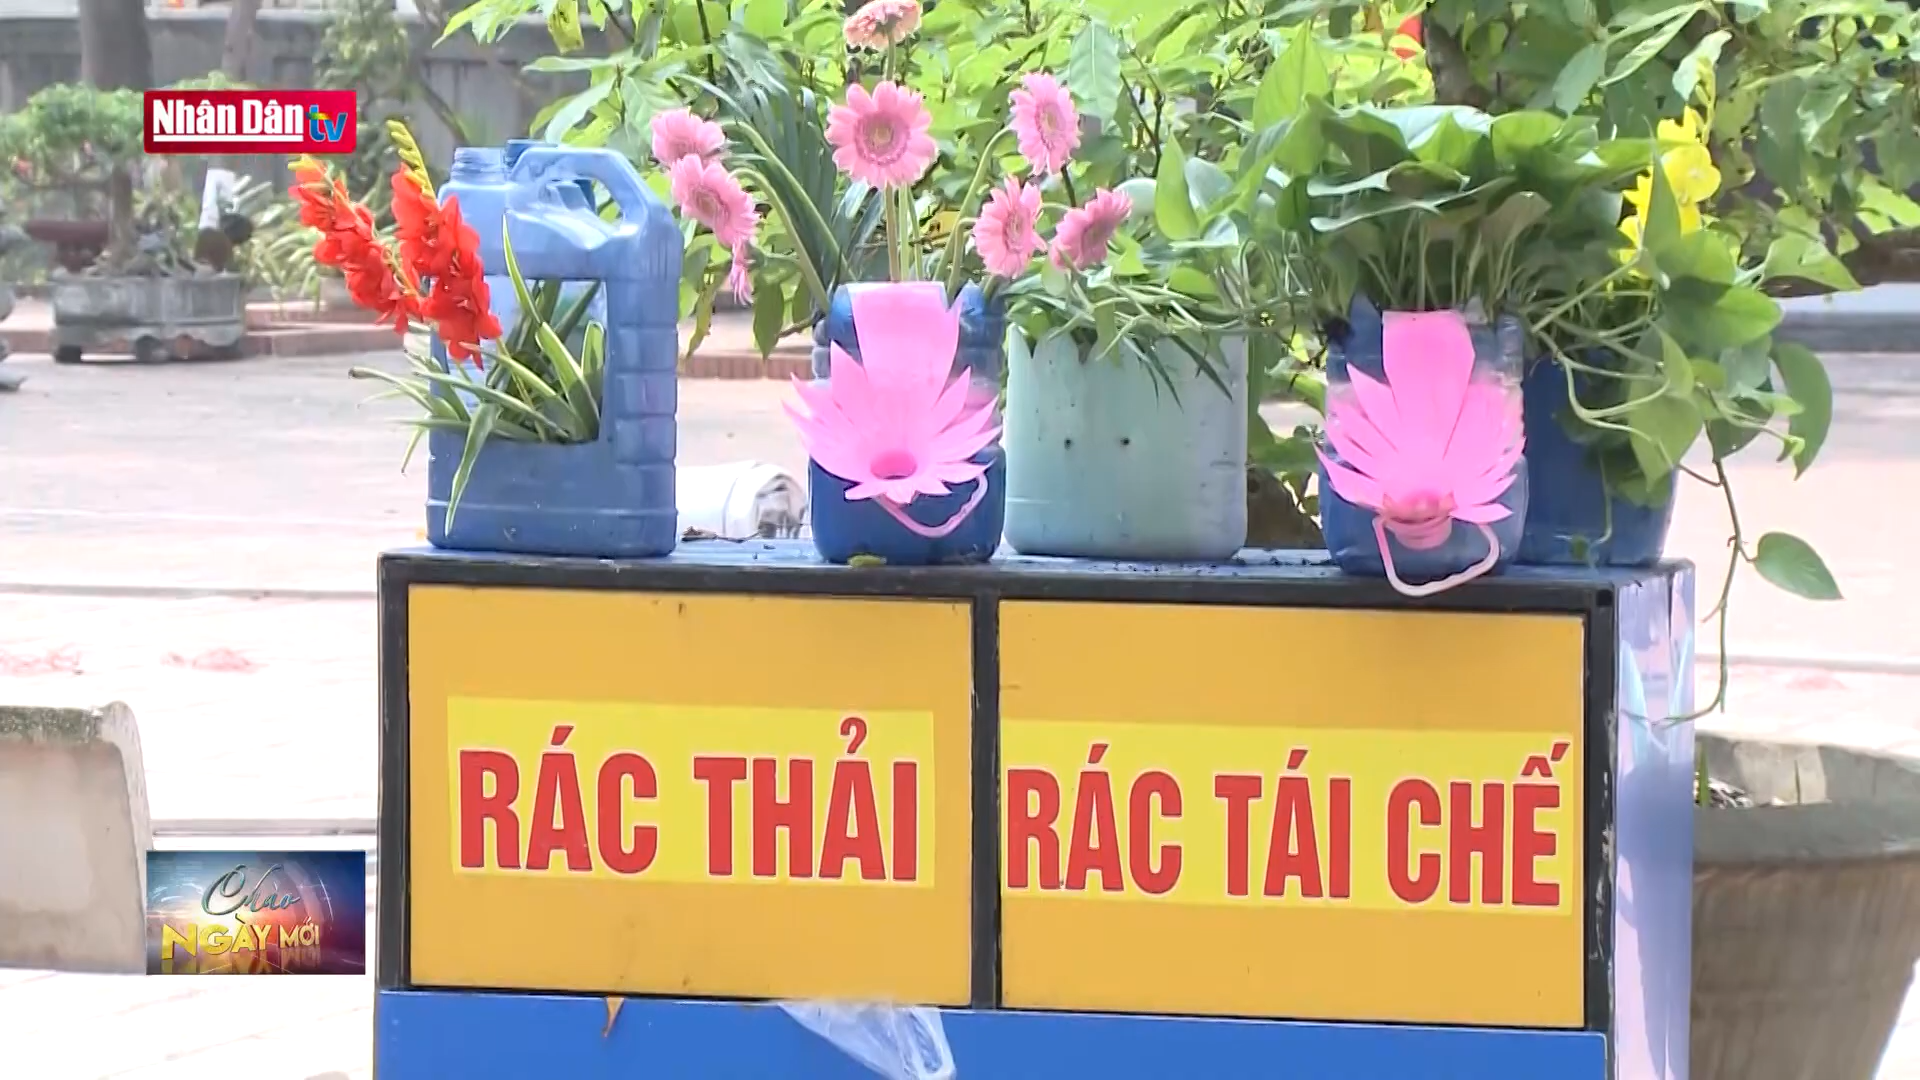 Nhân Dân tv
RÁC THẢI
RÁC TÁI CHẾ
Chào
NGÀY MỚI